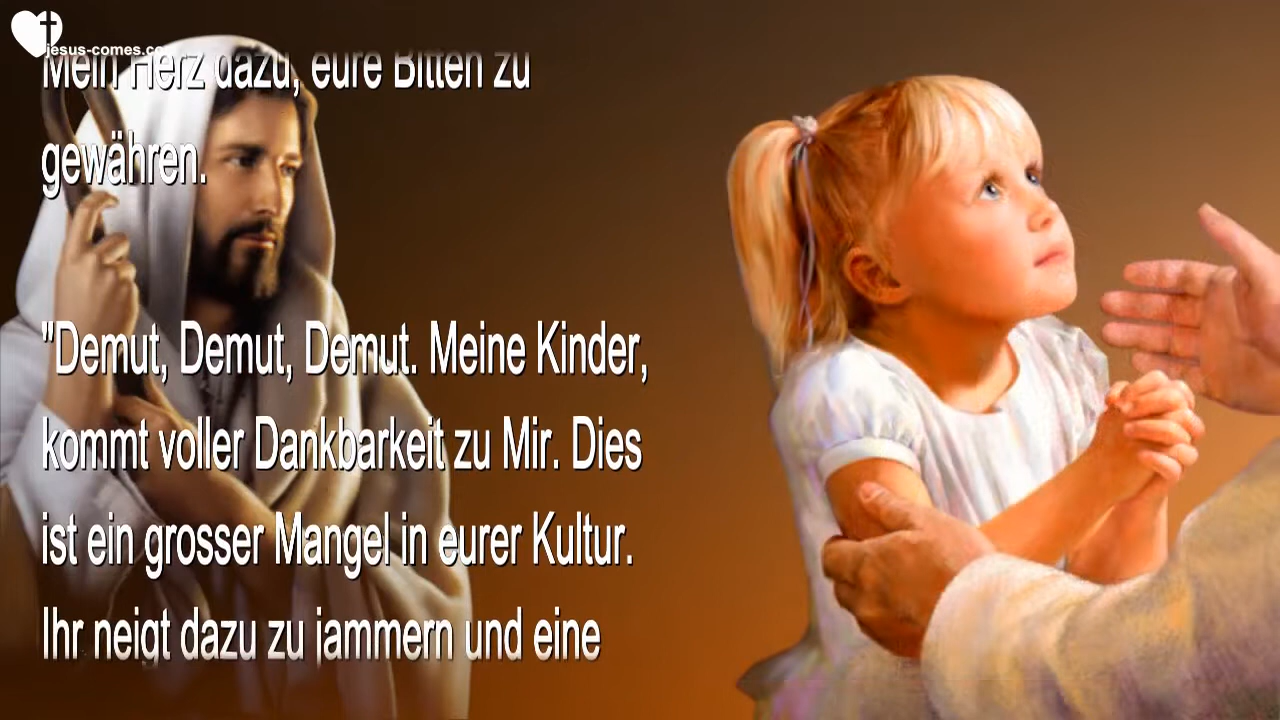 jesus-comes.co
Mein Herz dazu, eure Bitten zu
gewähren.
"Demut, Demut, Demut. Meine Kinder,
kommt voller Dankbarkeit zu Mir. Dies
ist ein grosser Mangel in eurer Kultur.
Ihr neigt dazu zu jammern und eine